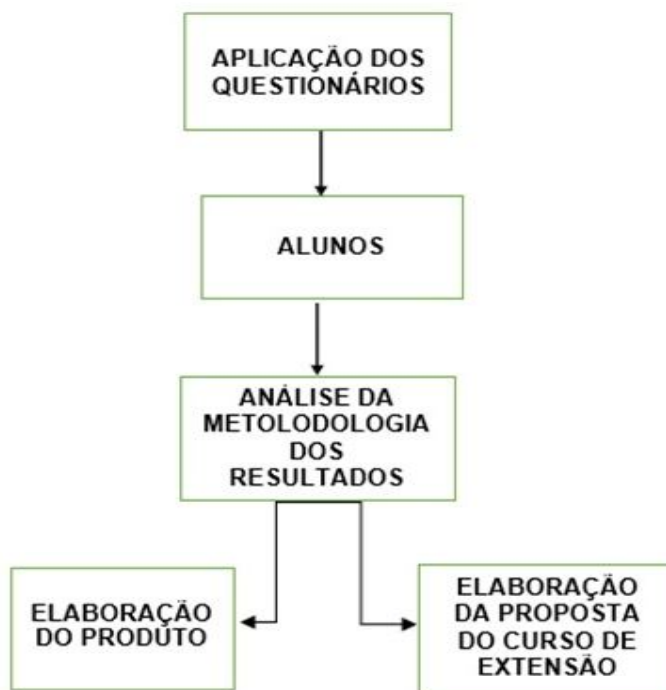 APLICAÇÃO DOS
QUESTIONÁRIOS
ALUNOS
ANÁLISE DA
METOLODOLOGIA
DOS
RESULTADOS
ELABORAÇÃO
DO PRODUTO
ELABORAÇÃO
DA PROPOSTA
DO CURSO DE
EXTENSÃO